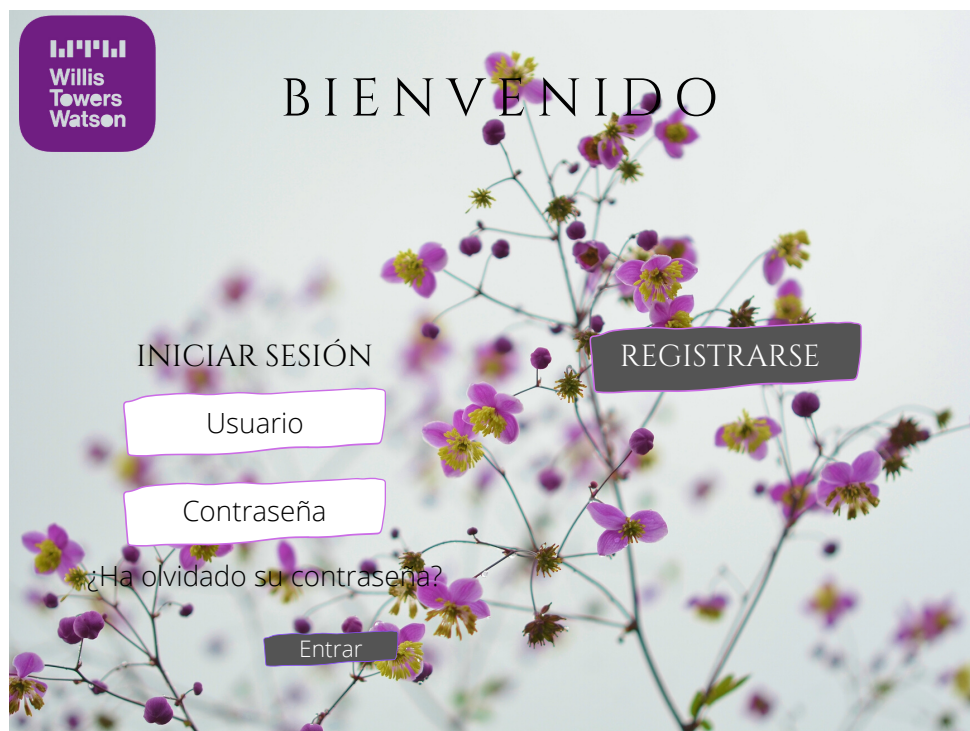 Willis
Towers
Watson
BIENVENIDO
INICIAR SESIÓN
REGISTRARSE
Usuario
Contraseña
¿Ha olvidado su contraseña?
Entrar